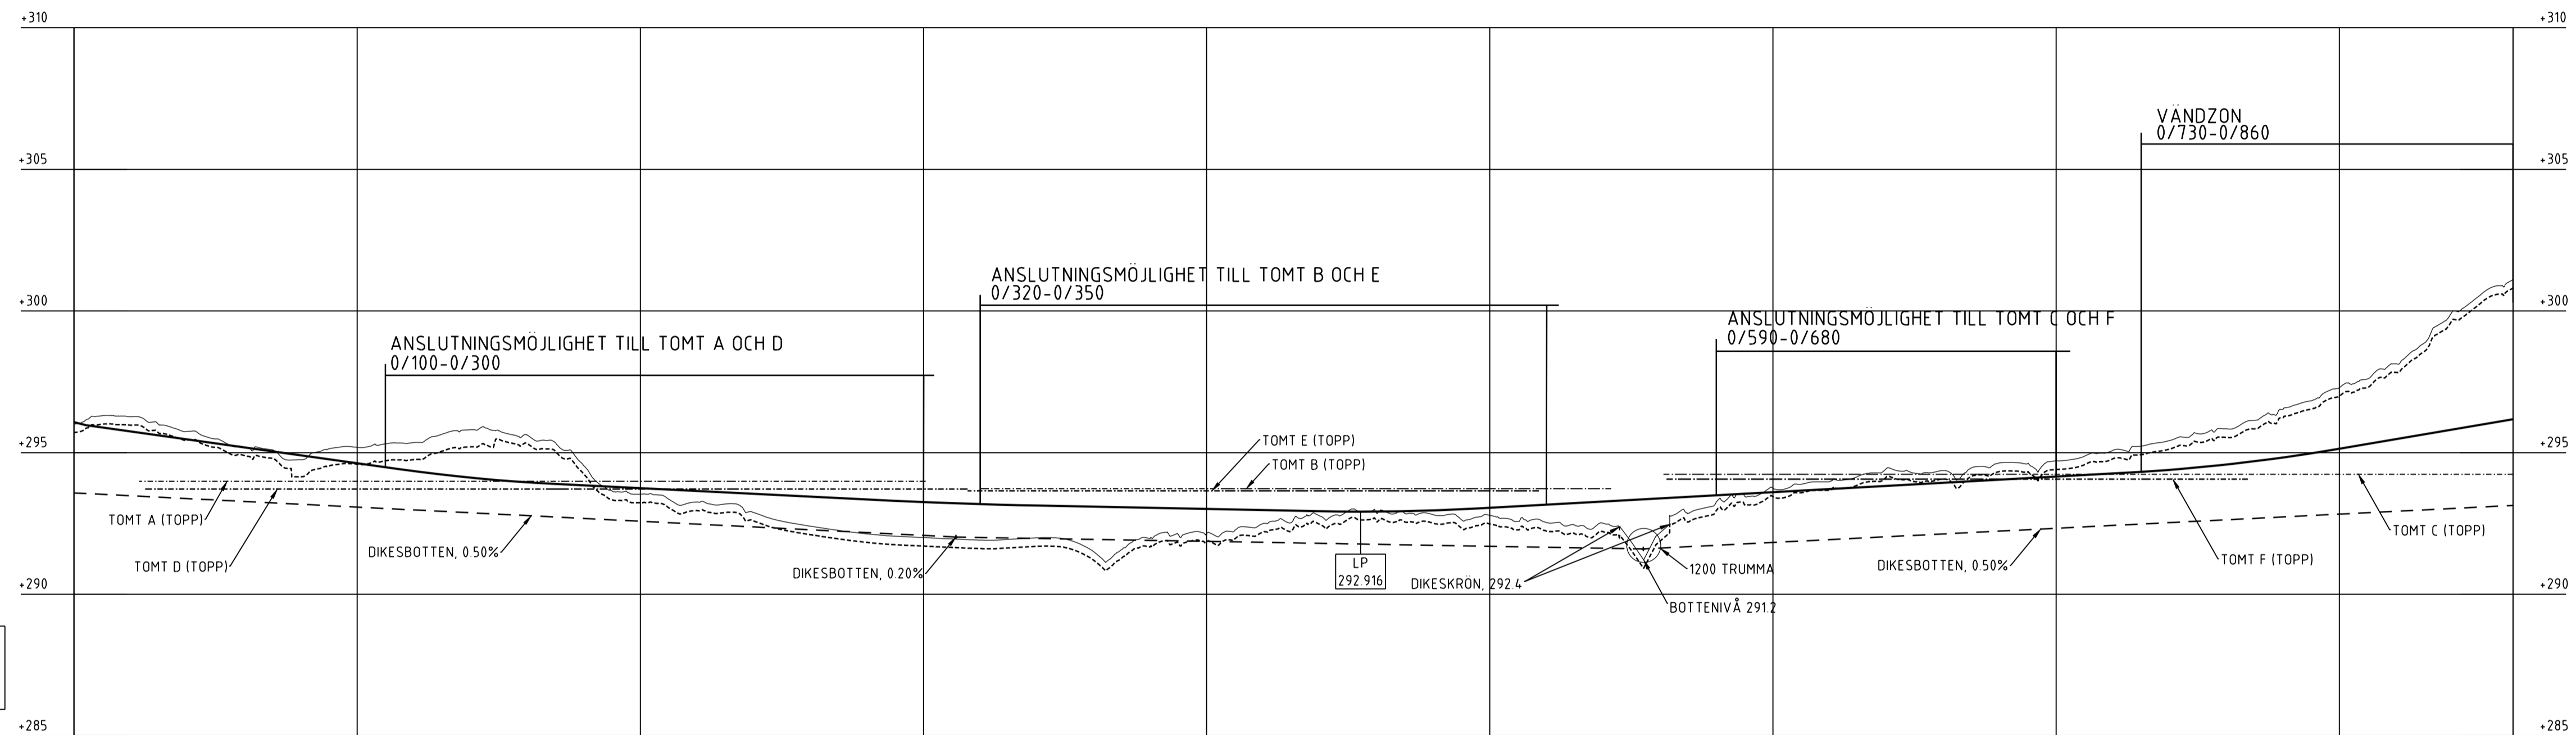 +310
+310
VÄNDZON
0/730-0/860
+305
+305
ANSLUTNINGSMÖJLIGHET TILL TOMT B OCH E
0/320-0/350
+300
+300
ANSLUTNINGSMÖJLIGHET TILL TOMT C OCH F
0/590-0/680
ANSLUTNINGSMÖJLIGHET TILL TOMT A OCH D
0/100-0/300
+295
+295
TOMT E (TOPP)
TOMT B (TOPP)
TOMT A (TOPP)
TOMT D (TOPP)
DIKESBOTTEN, 0.50%
DIKESBOTTEN, 0.20%
LP
292.916
DIKESKRÖN, 292.4
1200 TRUMMA
BOTTENIVÅ 291.2
DIKESBOTTEN, 0.50%
TOMT F (TOPP)
TOMT C (TOPP)
+290
+290
+285
+285